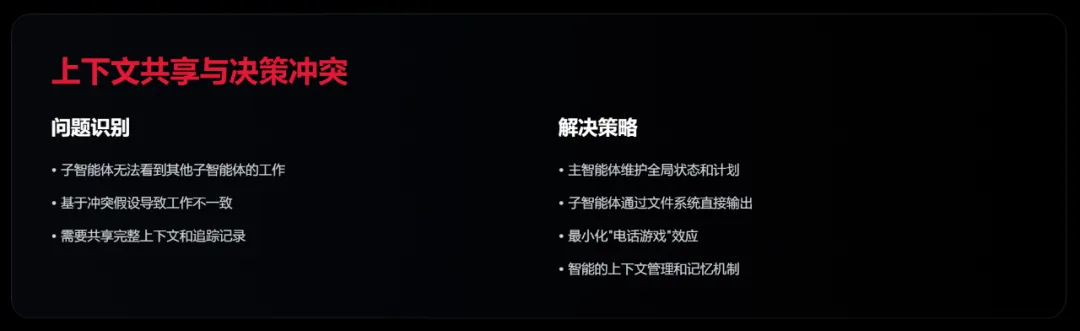 上下文共享与决策冲突
问题识别
• 子智能体无法看到其他子智能体的工作
• 基于冲突假设导致工作不一致
• 需要共享完整上下文和追踪记录
解决策略
• 主智能体维护全局状态和计划
• 子智能体通过文件系统直接输出
• 最小化"电话游戏"效应
• 智能的上下文管理和记忆机制